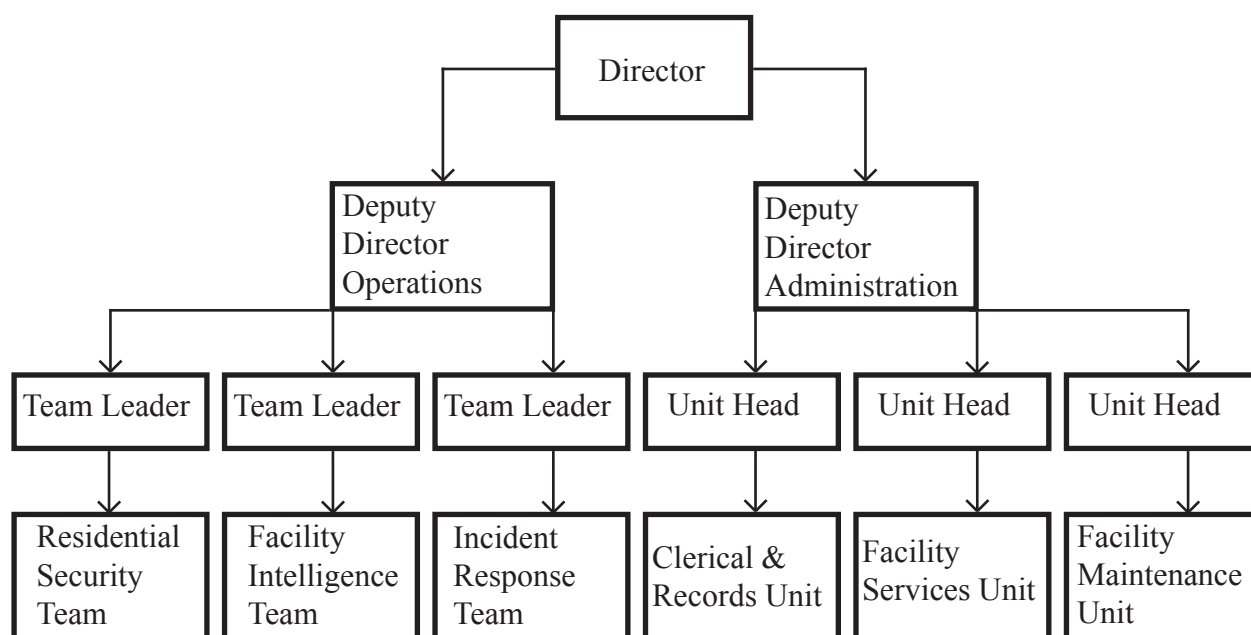 Director
Deputy
Director
Operations
Deputy
Director
Administration
Team Leader
Team Leader
Team Leader
Unit Head
Unit Head
Unit Head
Residential
Security
Team
Facility
Intelligence
Team
Incident
Response
Team
Clerical &
Records Unit
Facility
Services Unit
Facility
Maintenance
Unit